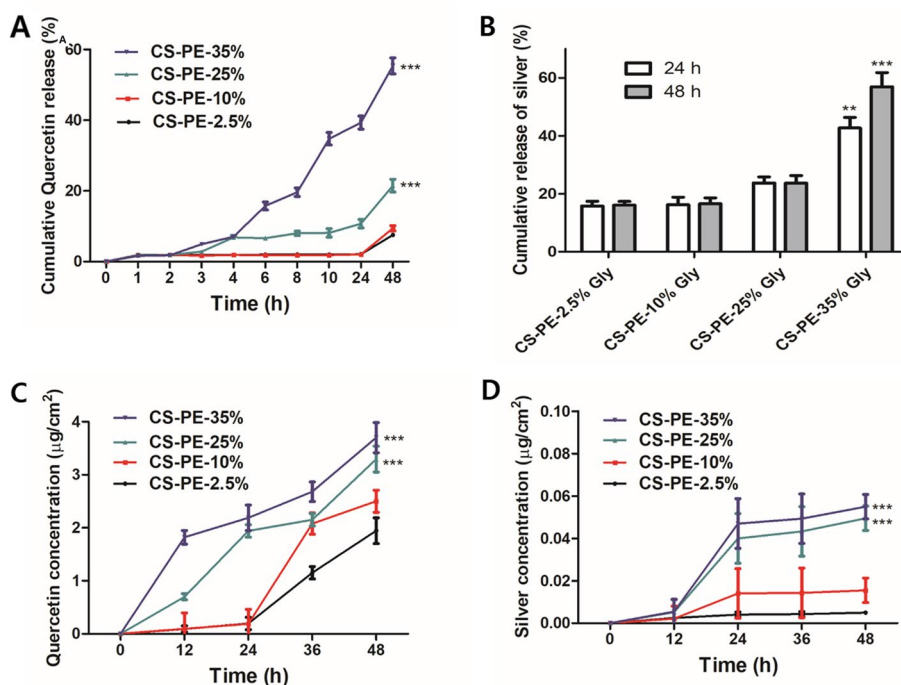 A
Cumulative Quercetin release (%)
A
60
40
20
0
CS-PE-35%
CS-PE-25%
CS-PE-10%
CS-PE-2.5%
***
***
0 1 2 3 4 6 8 10 24 48
Time (h)
B
Cumulative release of silver (%)
60
40
20
0
24 h
48 h
**
***
CS-PE-2.5% Gly
CS-PE-10% Gly
CS-PE-25% Gly
CS-PE-35% Gly
C
Quercetin concentration (μg/cm²)
4
3
2
1
0
CS-PE-35%
CS-PE-25%
CS-PE-10%
CS-PE-2.5%
***
***
0 12 24 36 48
Time (h)
D
Silver concentration (μg/cm²)
0.10
0.08
0.06
0.04
0.02
0.00
CS-PE-35%
CS-PE-25%
CS-PE-10%
CS-PE-2.5%
***
***
0 12 24 36 48
Time (h)